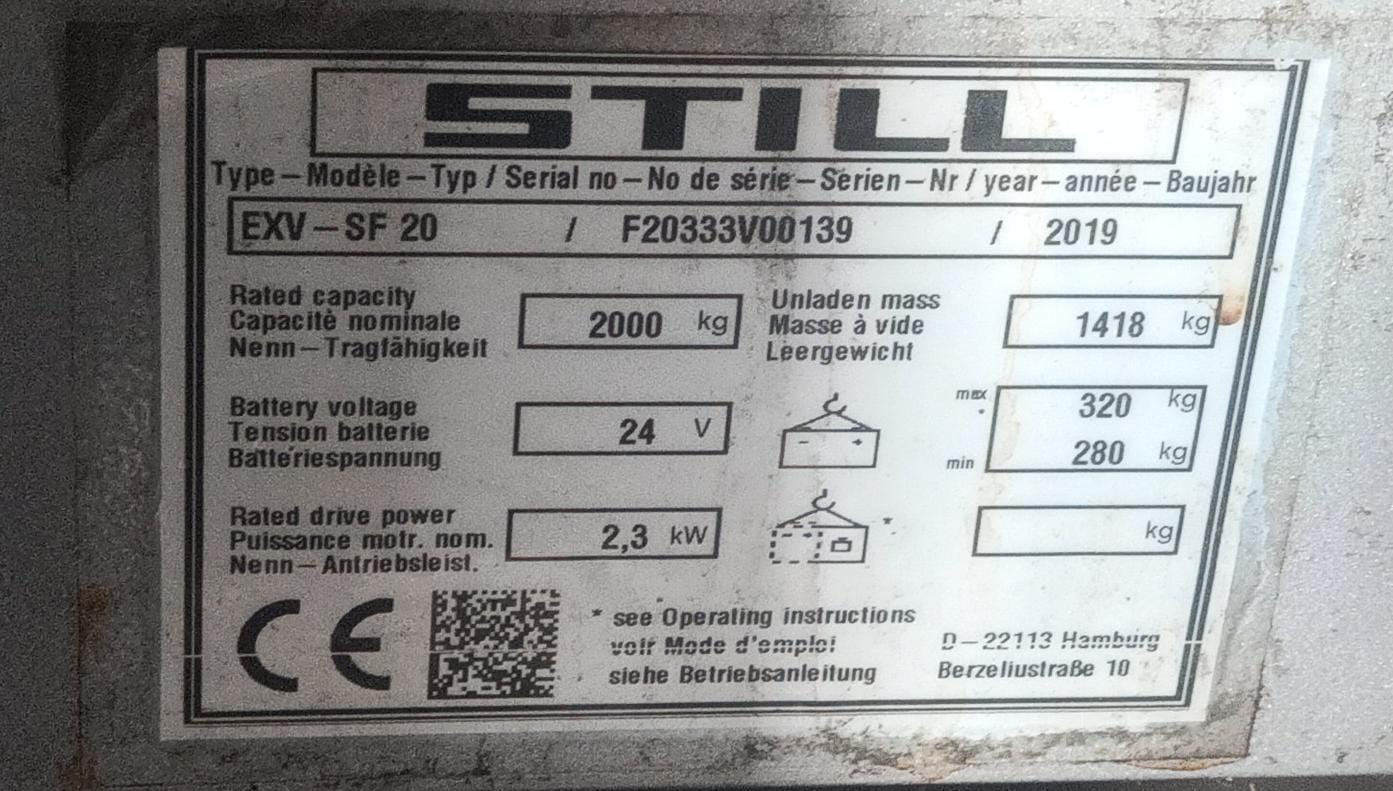 STILL
Type – Modèle – Typ / Serial no – No de série – Serien – Nr / year – année – Baujahr
EXV – SF 20 / F20333V00139 / 2019
Rated capacity
Capacité nominale
Nenn – Tragfähigkeit
2000 kg
Unladen mass
Masse à vide
Leergewicht
1418 kg
Battery voltage
Tension batterie
Batteriespannung
24 V
max
320 kg
min
280 kg
Rated drive power
Puissance motr. nom.
Nenn – Antriebsleist.
2,3 kW
*
kg
CE
* see Operating instructions
voir Mode d'emploi
siehe Betriebsanleitung
D – 22113 Hamburg
Berzeliustraße 10